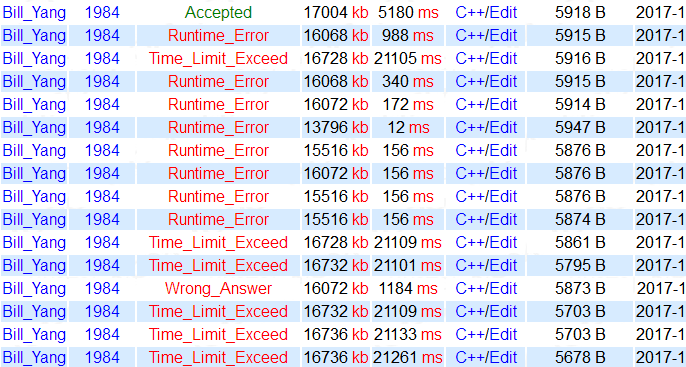 Bill_Yang 1984 Accepted 17004 kb 5180 ms C++/Edit 5918 B 2017-1
Bill_Yang 1984 Runtime_Error 16068 kb 988 ms C++/Edit 5915 B 2017-1
Bill_Yang 1984 Time_Limit_Exceed 16728 kb 21105 ms C++/Edit 5916 B 2017-1
Bill_Yang 1984 Runtime_Error 16068 kb 340 ms C++/Edit 5915 B 2017-1
Bill_Yang 1984 Runtime_Error 16072 kb 172 ms C++/Edit 5914 B 2017-1
Bill_Yang 1984 Runtime_Error 13796 kb 12 ms C++/Edit 5947 B 2017-1
Bill_Yang 1984 Runtime_Error 15516 kb 156 ms C++/Edit 5876 B 2017-1
Bill_Yang 1984 Runtime_Error 16072 kb 156 ms C++/Edit 5876 B 2017-1
Bill_Yang 1984 Runtime_Error 15516 kb 156 ms C++/Edit 5876 B 2017-1
Bill_Yang 1984 Runtime_Error 15516 kb 156 ms C++/Edit 5874 B 2017-1
Bill_Yang 1984 Time_Limit_Exceed 16728 kb 21109 ms C++/Edit 5861 B 2017-1
Bill_Yang 1984 Time_Limit_Exceed 16732 kb 21101 ms C++/Edit 5795 B 2017-1
Bill_Yang 1984 Wrong_Answer 16072 kb 1184 ms C++/Edit 5873 B 2017-1
Bill_Yang 1984 Time_Limit_Exceed 16732 kb 21109 ms C++/Edit 5703 B 2017-1
Bill_Yang 1984 Time_Limit_Exceed 16736 kb 21133 ms C++/Edit 5703 B 2017-1
Bill_Yang 1984 Time_Limit_Exceed 16736 kb 21261 ms C++/Edit 5678 B 2017-1